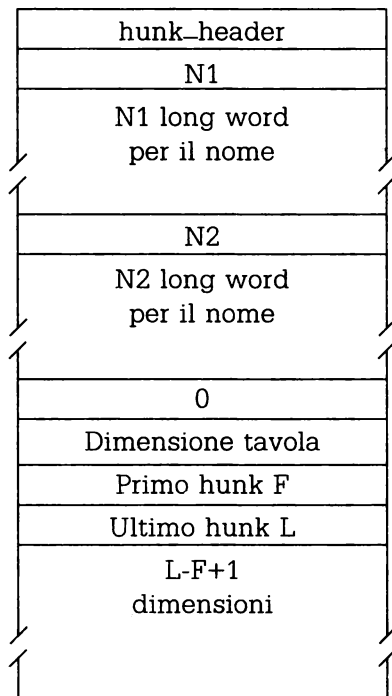 hunk_header
N1
N1 long word
per il nome
N2
N2 long word
per il nome
0
Dimensione tavola
Primo hunk F
Ultimo hunk L
L-F+1
dimensioni